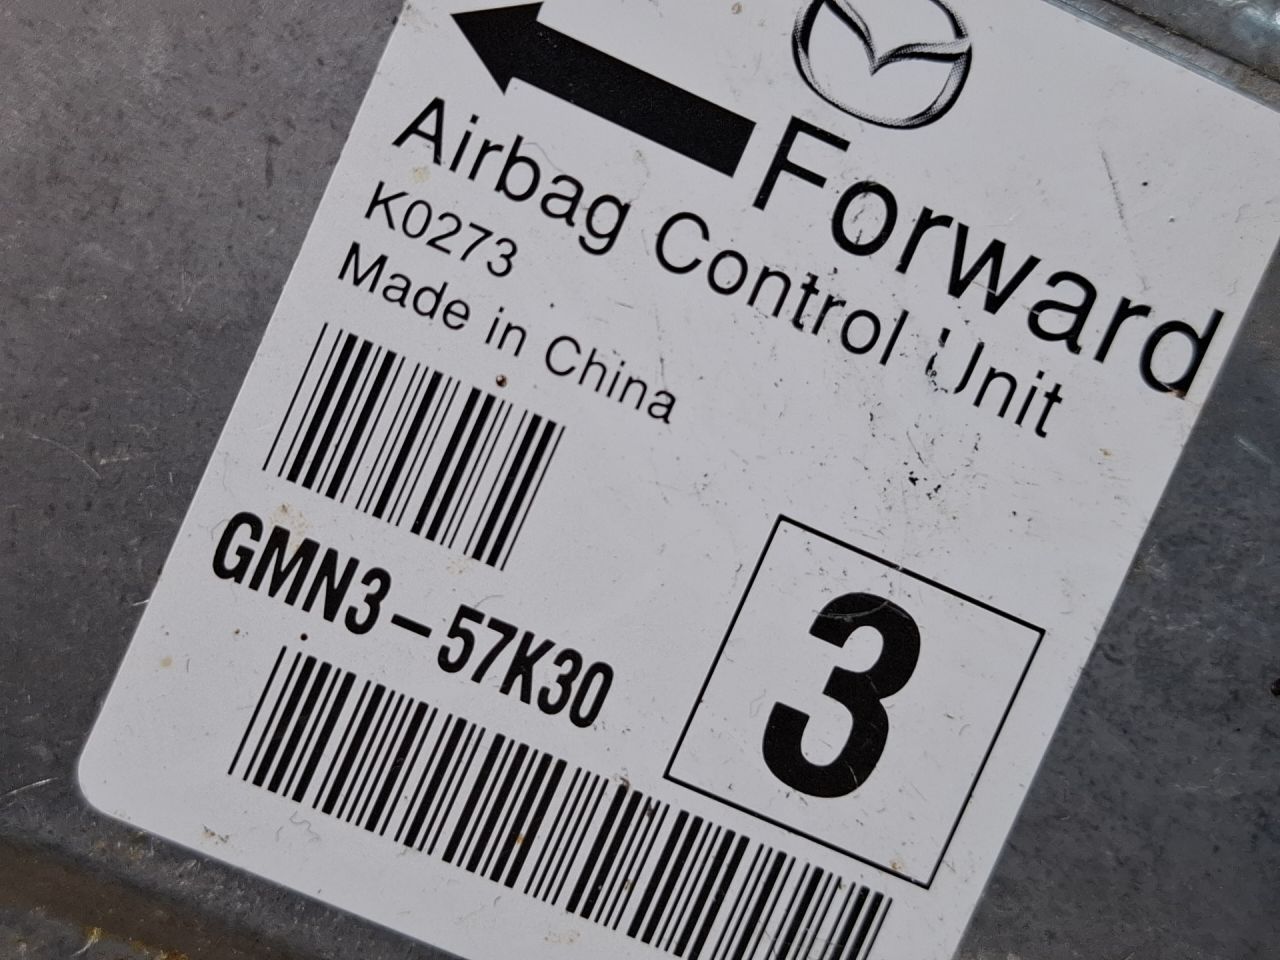 Forward
Airbag Control Unit
K0273
Made in China
GMN3-57K30
3